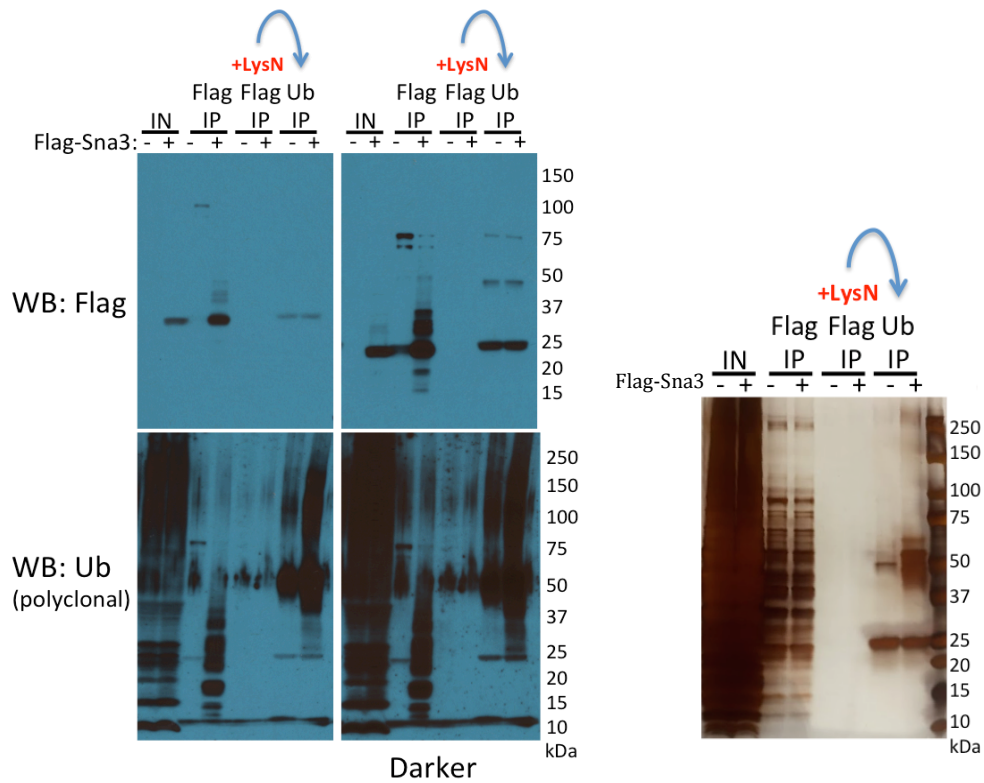 +LysN +LysN
Flag Flag Ub Flag Flag Ub
IN IP IP IP IN IP IP IP
Flag-Sna3: - + - + - + - + - + - + - + - +
WB: Flag
150
100
75
50
37
25
20
15
WB: Ub
(polyclonal)
250
150
100
75
50
37
25
20
15
10
kDa
Darker
+LysN
Flag Flag Ub
IN IP IP IP
Flag-Sna3 - + - + - + - +
250
150
100
75
50
37
25
20
15
10
kDa